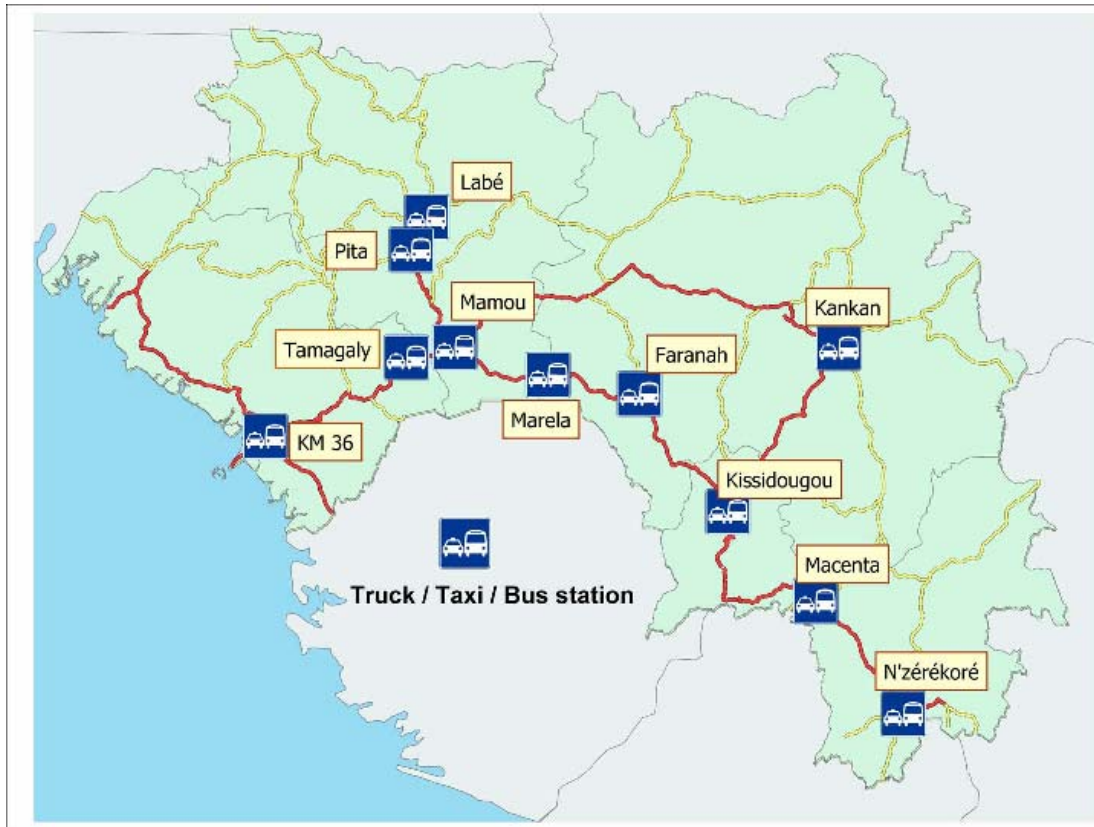 Labé
Pita
Mamou
Kankan
Tamagaly
Faranah
Marela
KM 36
Kissidougou
Macenta
Truck / Taxi / Bus station
N'zérékoré